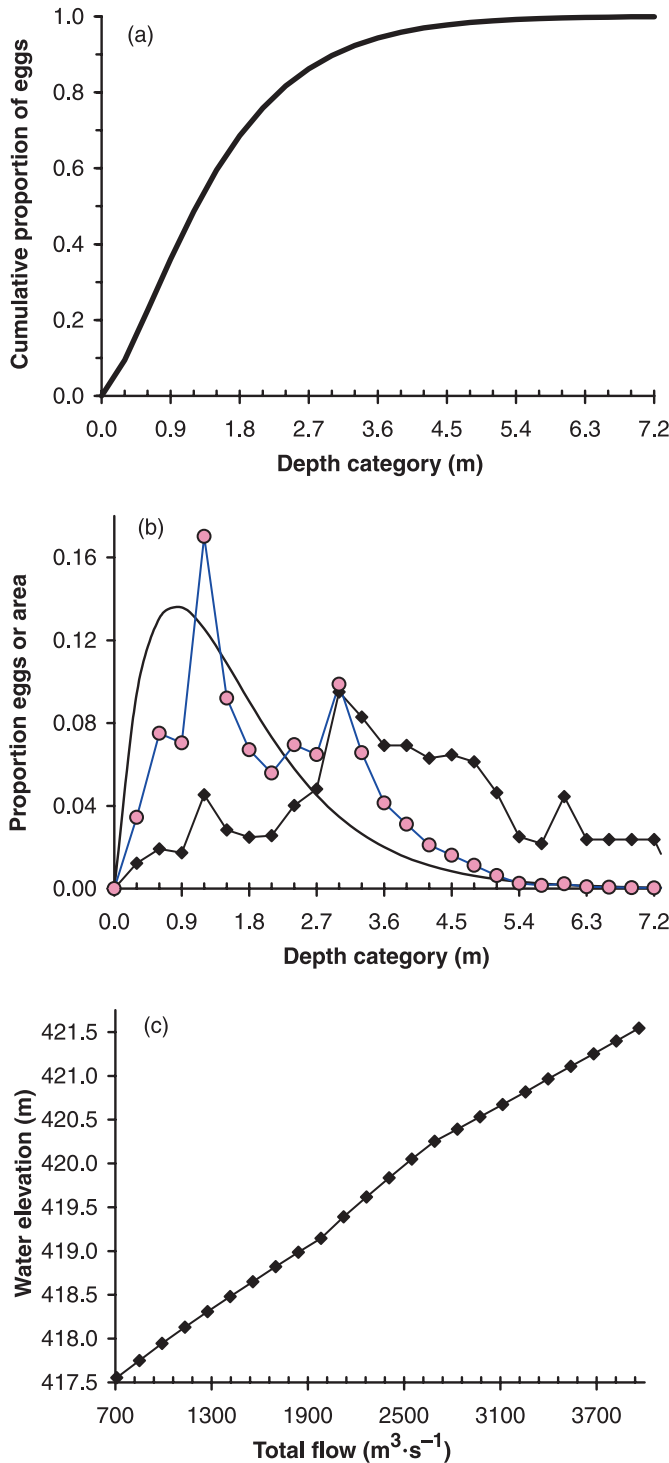 (a)
Cumulative proportion of eggs
1.0
0.8
0.6
0.4
0.2
0.0
0.0 0.9 1.8 2.7 3.6 4.5 5.4 6.3 7.2
Depth category (m)
(b)
Proportion eggs or area
0.16
0.12
0.08
0.04
0.00
0.0 0.9 1.8 2.7 3.6 4.5 5.4 6.3 7.2
Depth category (m)
(c)
Water elevation (m)
421.5
421.0
420.5
420.0
419.5
419.0
418.5
418.0
417.5
700 1300 1900 2500 3100 3700
Total flow (m³·s⁻¹)